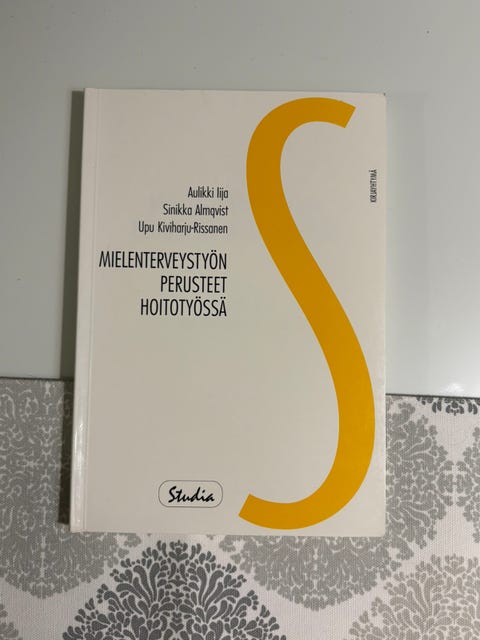 Aulikki Iija
Sinikka Almqvist
Upu Kiviharju-Rissanen
MIELENTERVEYSTYÖN
PERUSTEET
HOITOTYÖSSÄ
KIRJAYHTYMÄ
Studia